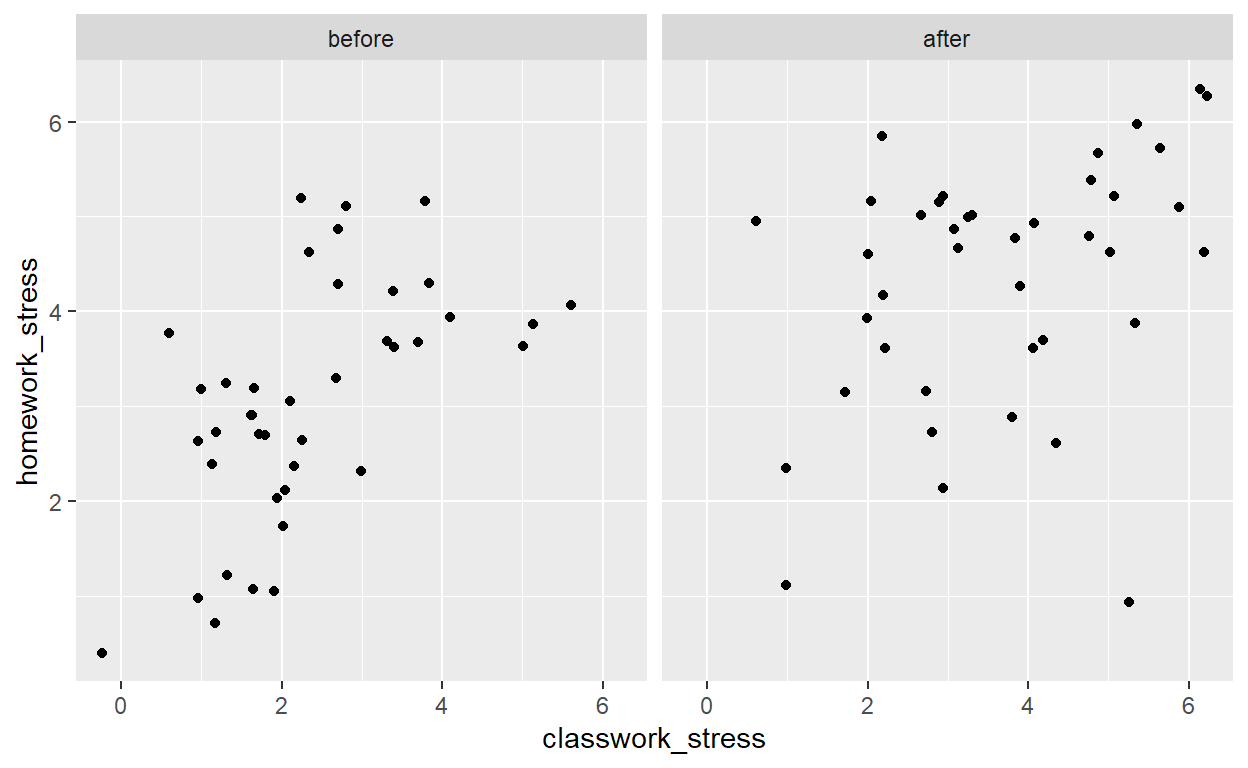 before after
6
4
2
homework_stress
0 2 4 6 0 2 4 6
classwork_stress